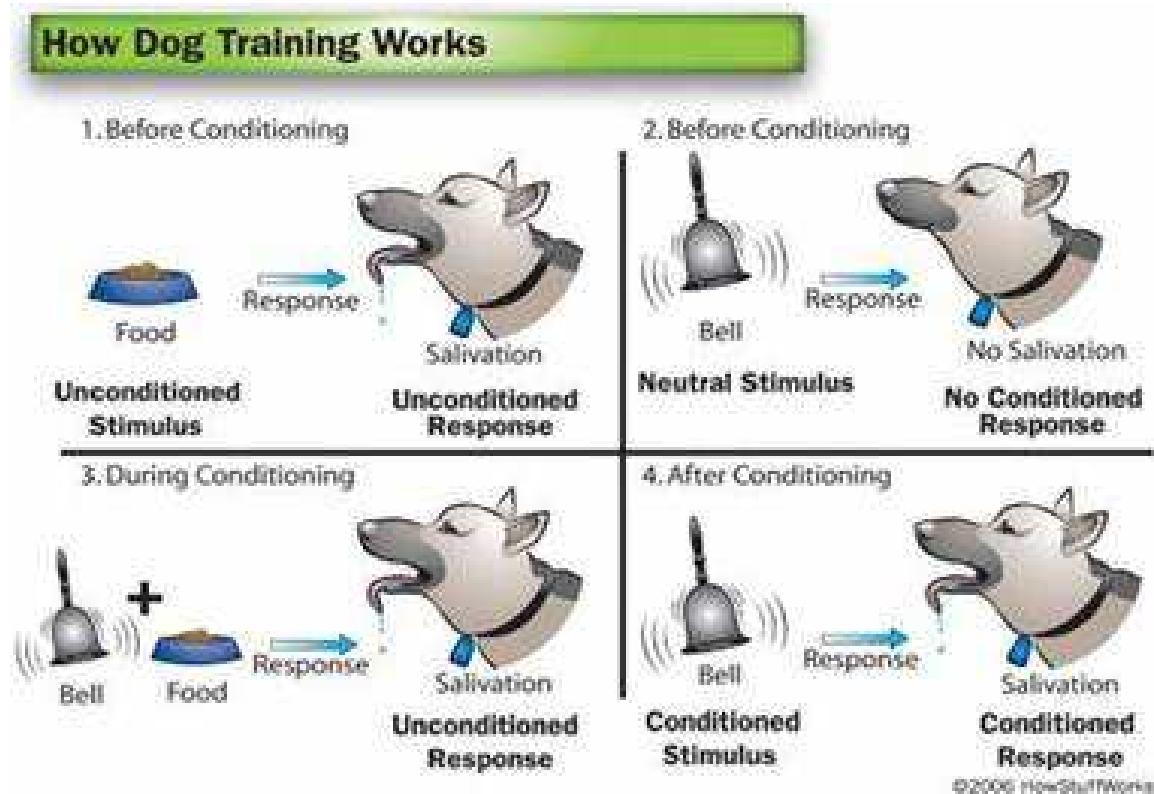 How Dog Training Works
1. Before Conditioning
Response
Food
Salivation
Unconditioned
Stimulus
Unconditioned
Response
2. Before Conditioning
Response
Bell
No Salivation
Neutral Stimulus
No Conditioned
Response
3. During Conditioning
+
Response
Bell
Food
Salivation
Unconditioned
Response
4. After Conditioning
Response
Bell
Salivation
Conditioned
Stimulus
Conditioned
Response
©2006 HowStuffWorks